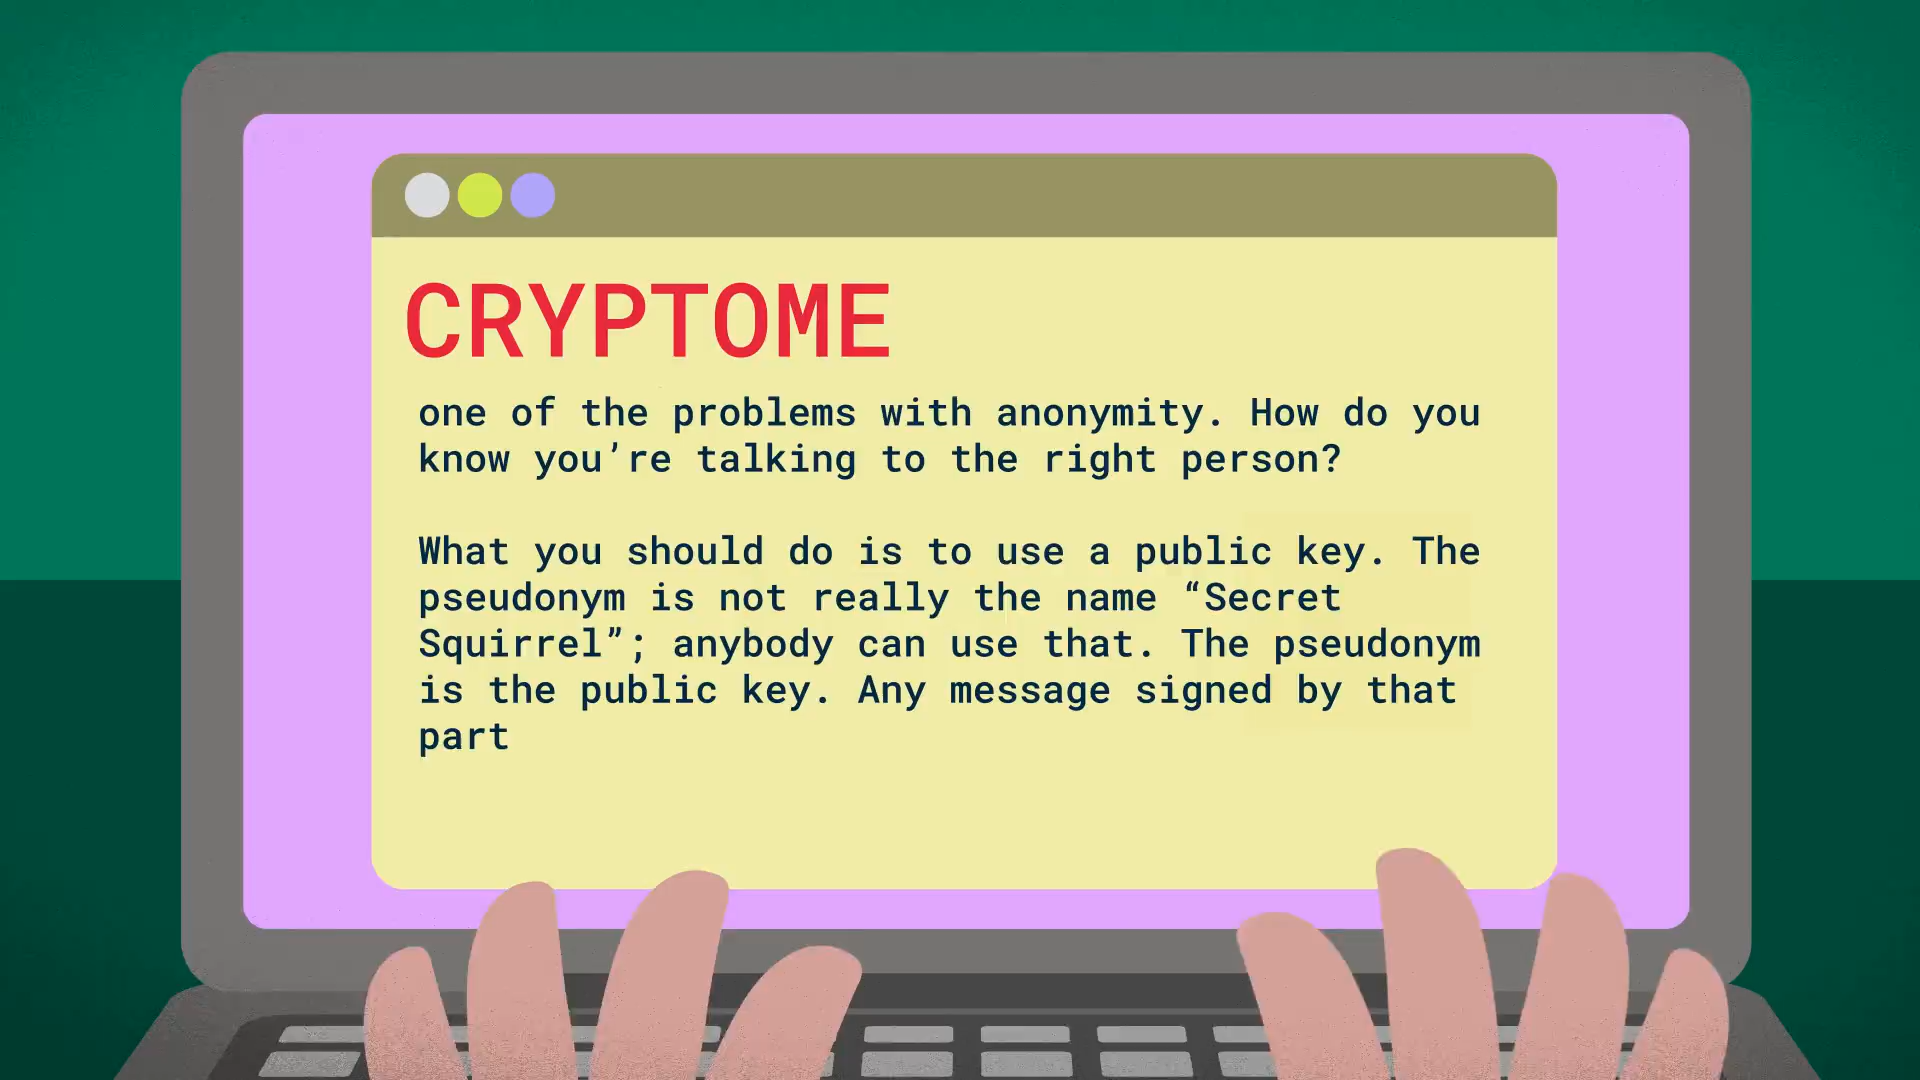 CRYPTOME
one of the problems with anonymity. How do you
know you’re talking to the right person?
What you should do is to use a public key. The
pseudonym is not really the name “Secret
Squirrel”; anybody can use that. The pseudonym
is the public key. Any message signed by that
part